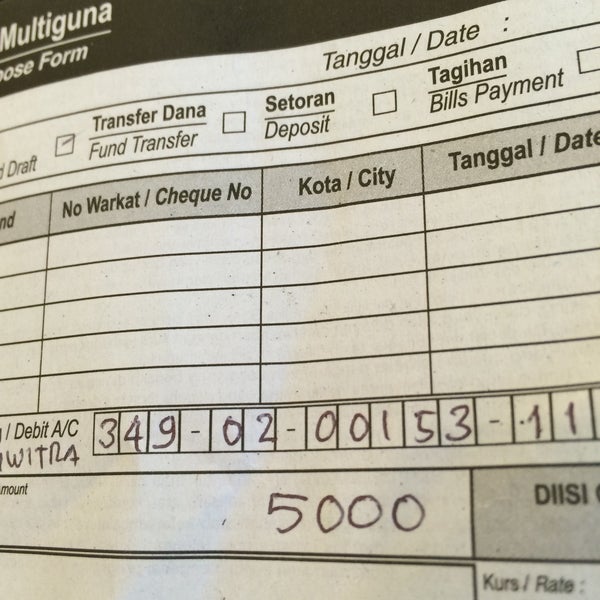 Multiguna
pose Form
Tanggal / Date :
Draft
Transfer Dana
Fund Transfer
Setoran
Deposit
Tagihan
Bills Payment
No Warkat / Cheque No
Kota / City
Tanggal / Date
/ Debit A/C
349-02-00153-11
WITRA
mount
5000
DIISI
Kurs / Rate :